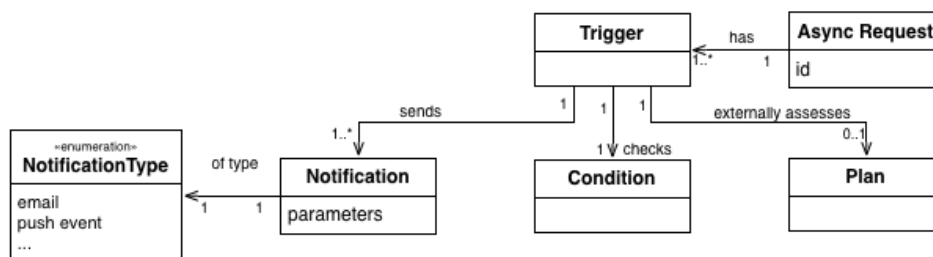 Trigger
Async Request
has
1..*
1
id
1
1
1
sends
externally assesses
1..*
0..1
«enumeration»
NotificationType
of type
1
checks
Notification
Condition
Plan
email
push event
...
1
1
parameters